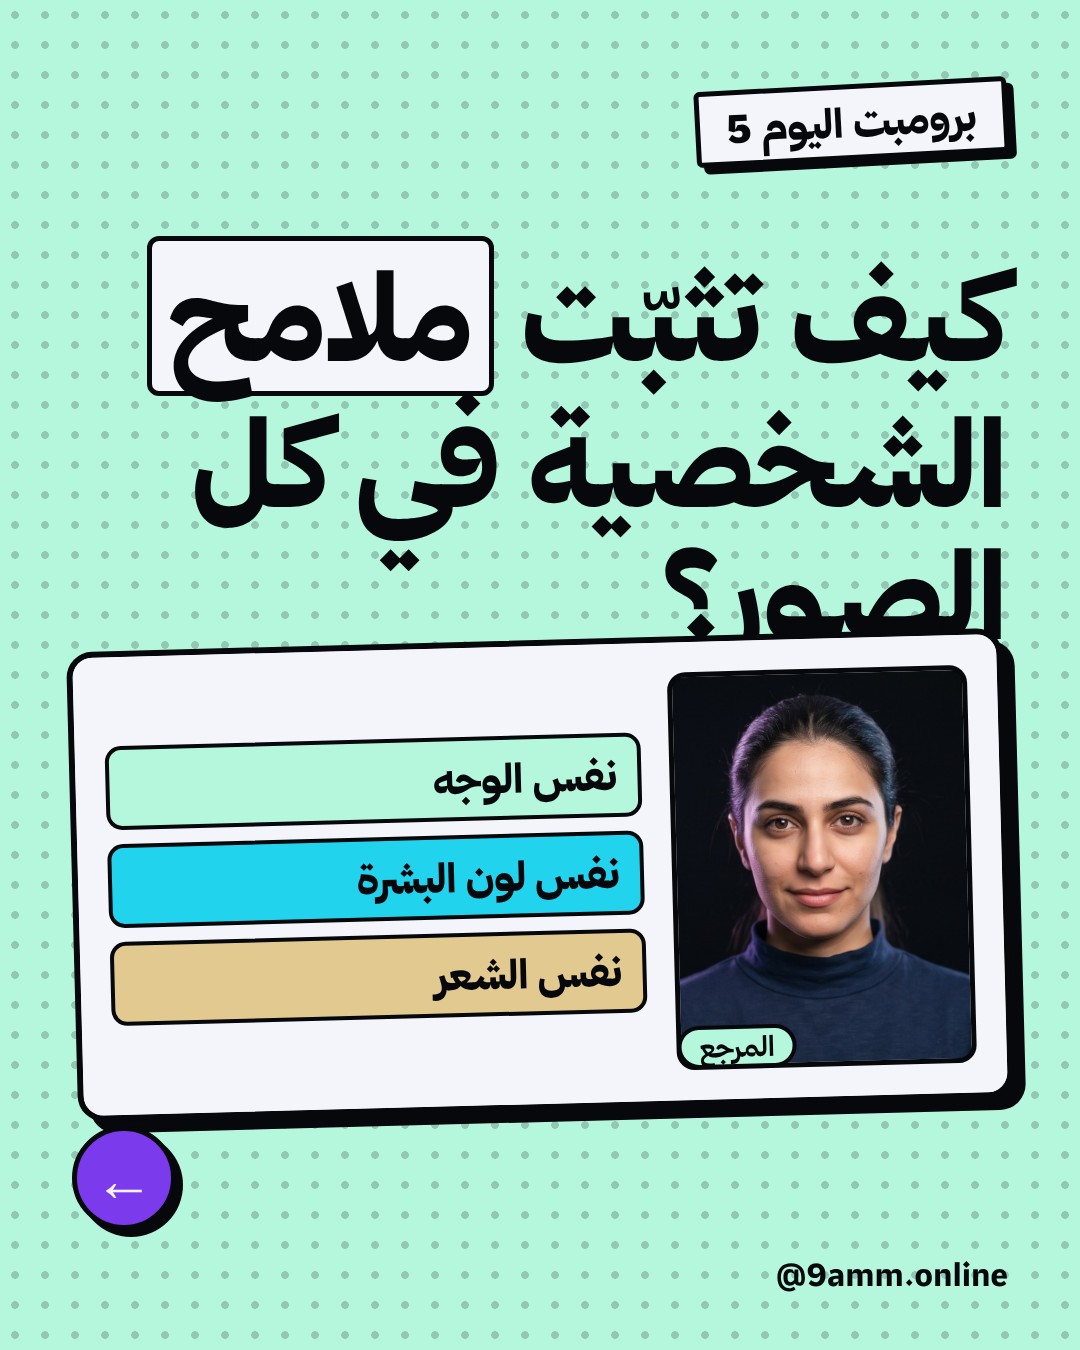 برومبت اليوم 5
كيف تثبّت ملامح
الشخصية في كل
الصور؟
نفس الوجه
نفس لون البشرة
نفس الشعر
المرجع
←
@9amm.online